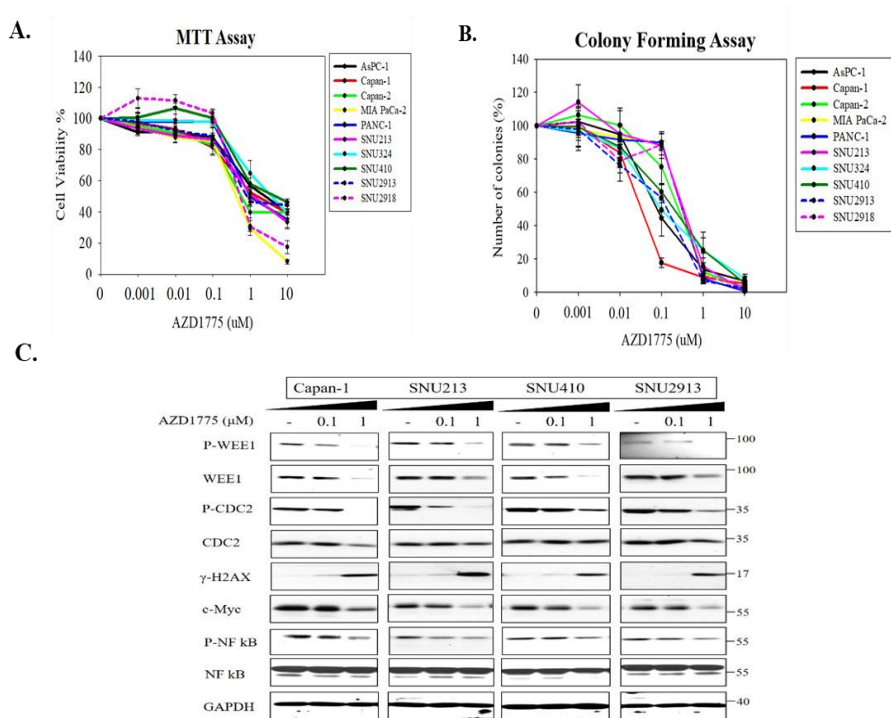 A.
MTT Assay
Cell Viability %
140
120
100
80
60
40
20
0
0 0.001 0.01 0.1 1 10
AZD1775 (uM)
AsPC-1
Capan-1
Capan-2
MIA PaCa-2
PANC-1
SNU213
SNU324
SNU410
SNU2913
SNU2918
B.
Colony Forming Assay
Number of colonies (%)
140
120
100
80
60
40
20
0
0 0.001 0.01 0.1 1 10
AZD1775 (uM)
AsPC-1
Capan-1
Capan-2
MIA PaCa-2
PANC-1
SNU213
SNU324
SNU410
SNU2913
SNU2918
C.
Capan-1 SNU213 SNU410 SNU2913
AZD1775 (μM) - 0.1 1 - 0.1 1 - 0.1 1 - 0.1 1
P-WEE1 100
WEE1 100
P-CDC2 35
CDC2 35
γ-H2AX 17
c-Myc 55
P-NF kB 55
NF kB 55
GAPDH 40